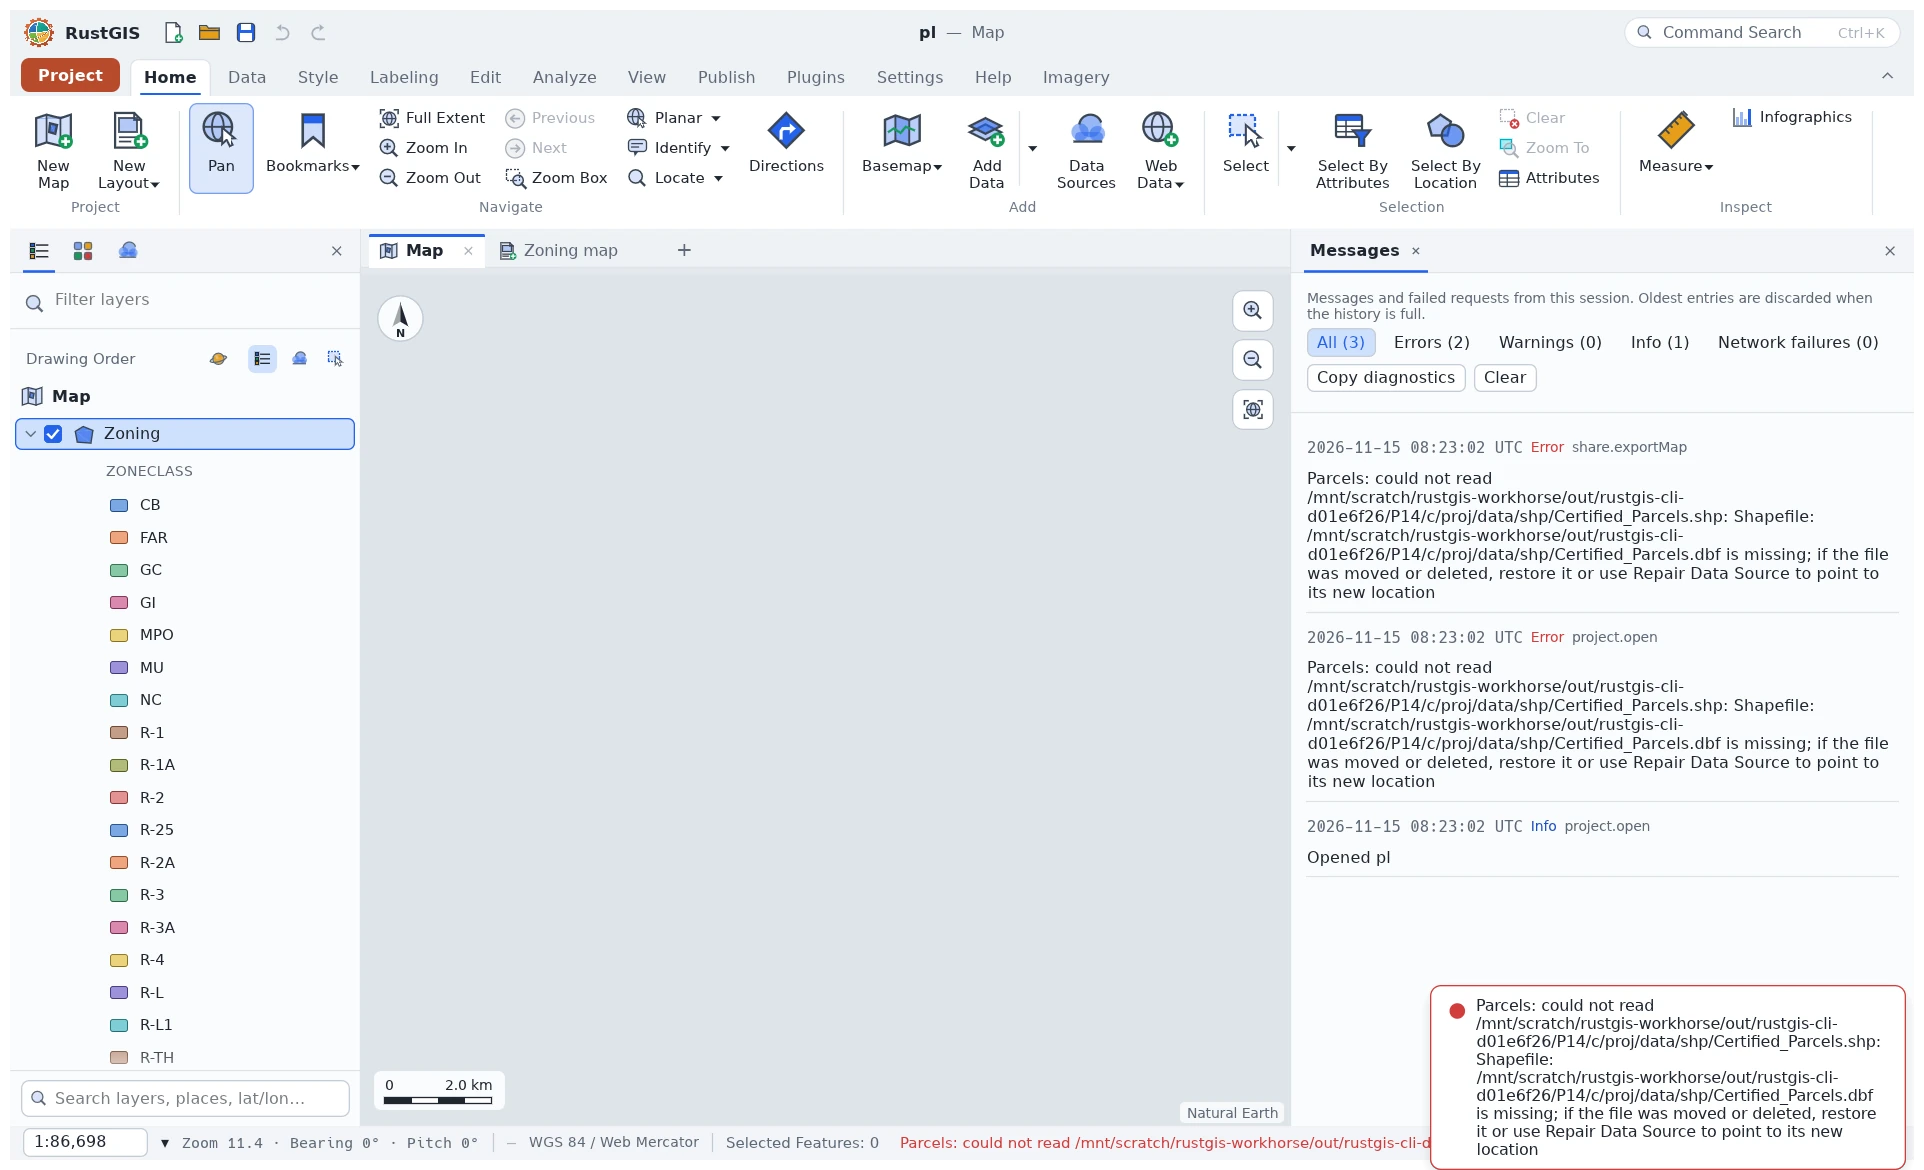 RustGIS
pl — Map
Command Search Ctrl+K
Project Home Data Style Labeling Edit Analyze View Publish Plugins Settings Help Imagery
New Map
New Layout
Project
Pan
Bookmarks
Full Extent
Zoom In
Zoom Out
Previous
Next
Zoom Box
Planar
Identify
Locate
Directions
Navigate
Basemap
Add Data
Data Sources
Web Data
Add
Select
Select By Attributes
Select By Location
Clear
Zoom To
Attributes
Selection
Measure
Infographics
Inspect
Filter layers
Drawing Order
Map
Zoning
ZONECLASS
CB
FAR
GC
GI
MPO
MU
NC
R-1
R-1A
R-2
R-25
R-2A
R-3
R-3A
R-4
R-L
R-L1
R-TH
Search layers, places, lat/lon...
Map
Zoning map
N
0 2.0 km
Natural Earth
Messages
Messages and failed requests from this session. Oldest entries are discarded when
the history is full.
All (3) Errors (2) Warnings (0) Info (1) Network failures (0)
Copy diagnostics Clear
2026-11-15 08:23:02 UTC Error share.exportMap
Parcels: could not read
/mnt/scratch/rustgis-workhorse/out/rustgis-cli-
d01e6f26/P14/c/proj/data/shp/Certified_Parcels.shp: Shapefile:
/mnt/scratch/rustgis-workhorse/out/rustgis-cli-
d01e6f26/P14/c/proj/data/shp/Certified_Parcels.dbf is missing; if the file
was moved or deleted, restore it or use Repair Data Source to point to
its new location
2026-11-15 08:23:02 UTC Error project.open
Parcels: could not read
/mnt/scratch/rustgis-workhorse/out/rustgis-cli-
d01e6f26/P14/c/proj/data/shp/Certified_Parcels.shp: Shapefile:
/mnt/scratch/rustgis-workhorse/out/rustgis-cli-
d01e6f26/P14/c/proj/data/shp/Certified_Parcels.dbf is missing; if the file
was moved or deleted, restore it or use Repair Data Source to point to
its new location
2026-11-15 08:23:02 UTC Info project.open
Opened pl
Parcels: could not read
/mnt/scratch/rustgis-workhorse/out/rustgis-cli-
d01e6f26/P14/c/proj/data/shp/Certified_Parcels.shp:
Shapefile:
/mnt/scratch/rustgis-workhorse/out/rustgis-cli-
d01e6f26/P14/c/proj/data/shp/Certified_Parcels.dbf
is missing; if the file was moved or deleted, restore
it or use Repair Data Source to point to its new
location
1:86,698 Zoom 11.4 · Bearing 0° · Pitch 0° — WGS 84 / Web Mercator Selected Features: 0 Parcels: could not read /mnt/scratch/rustgis-workhorse/out/rustgis-cli-d